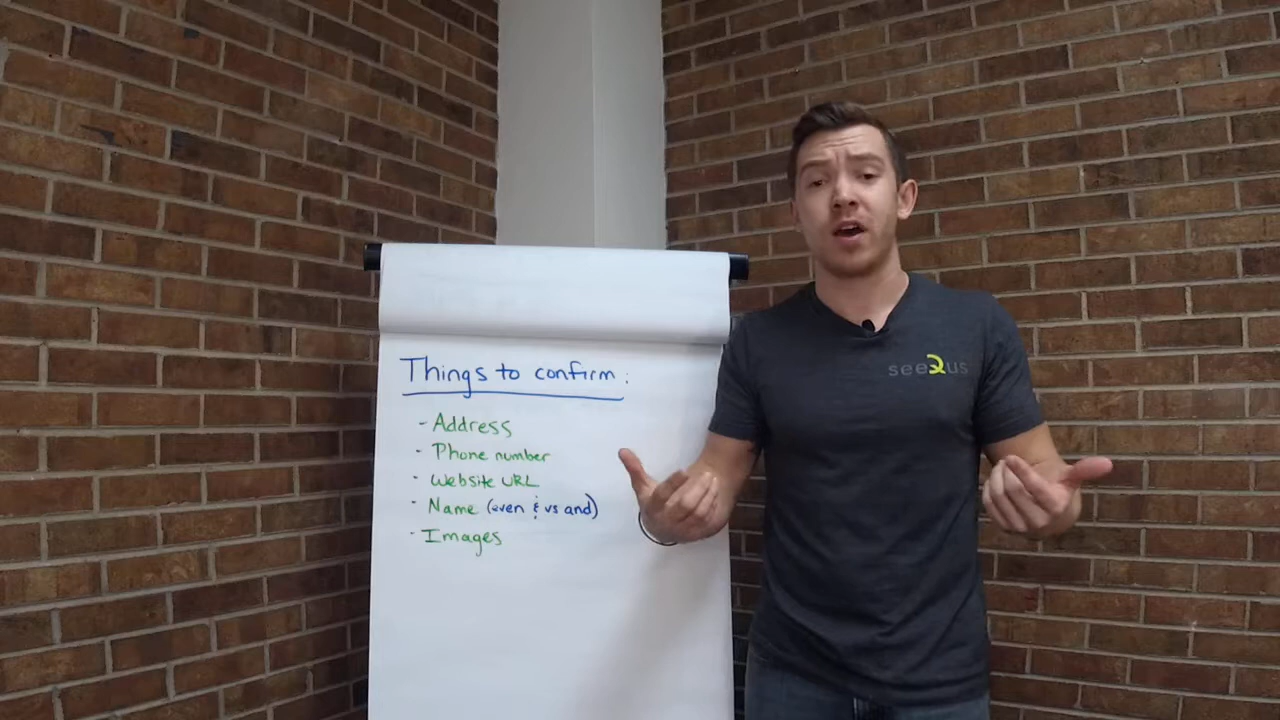 Things to confirm:
- Address
- Phone number
- Website URL
- Name (even & vs and)
- Images
see2us